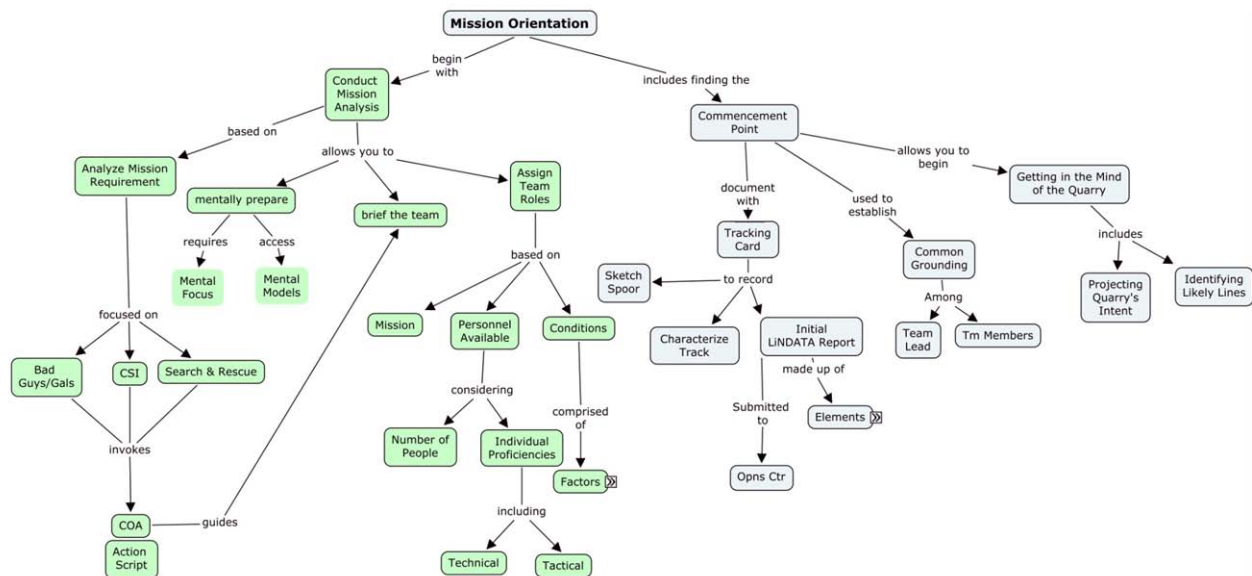 Mission Orientation
begin
with
includes finding the
Conduct
Mission
Analysis
Commencement
Point
based on
allows you to
allows you to
begin
Analyze Mission
Requirement
mentally prepare
brief the team
Assign
Team
Roles
document
with
used to
establish
Getting in the Mind
of the Quarry
requires
access
Mental
Focus
Mental
Models
based on
Tracking
Card
Common
Grounding
includes
Sketch
Spoor
to record
Among
Projecting
Quarry's
Intent
Identifying
Likely Lines
focused on
Mission
Personnel
Available
Conditions
Characterize
Track
Initial
LiNDATA Report
Team
Lead
Tm Members
Bad
Guys/Gals
CSI
Search & Rescue
considering
comprised
of
made up of
Submitted
to
Elements
invokes
Number of
People
Individual
Proficiencies
Factors
Opns Ctr
COA
guides
including
Action
Script
Technical
Tactical